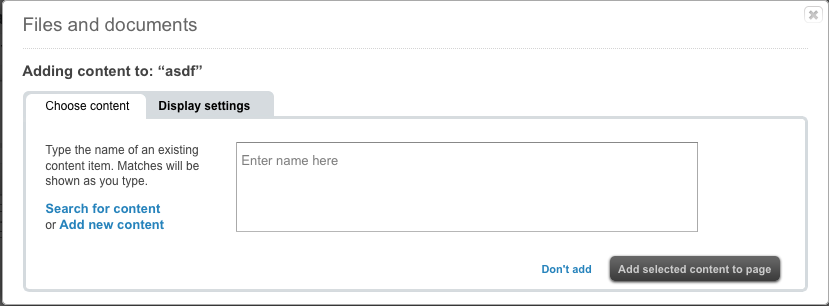 Files and documents
Adding content to: “asdf”
Choose content
Display settings
Type the name of an existing
content item. Matches will be
shown as you type.
Search for content
or Add new content
Enter name here
Don't add
Add selected content to page